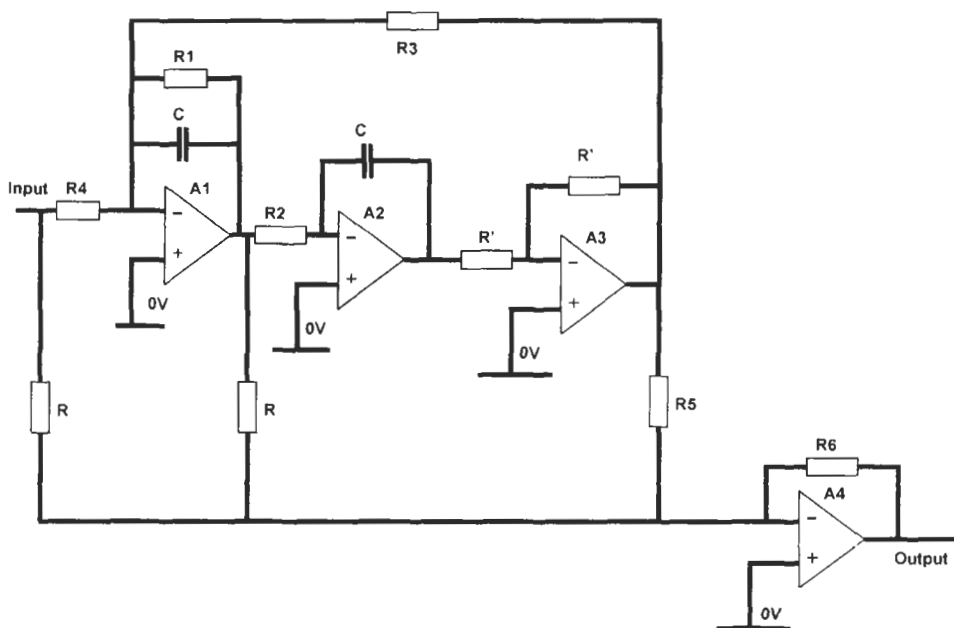 R3
R1
C
C
R'
Input
R4
A1
R2
A2
R'
A3
−
+
−
+
−
+
0V
0V
0V
R
R
R5
R6
A4
−
+
Output
0V